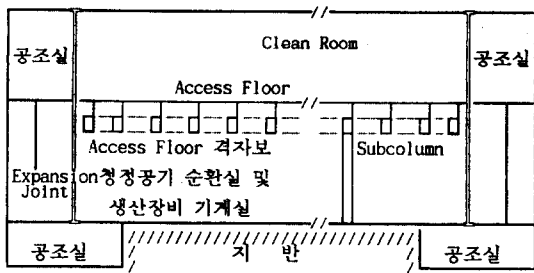 Clean Room
공조실
공조실
Access Floor
Access Floor 격자보
Subcolumn
Expansion
Joint
청정공기 순환실 및
생산장비 기계실
공조실
지 반
공조실